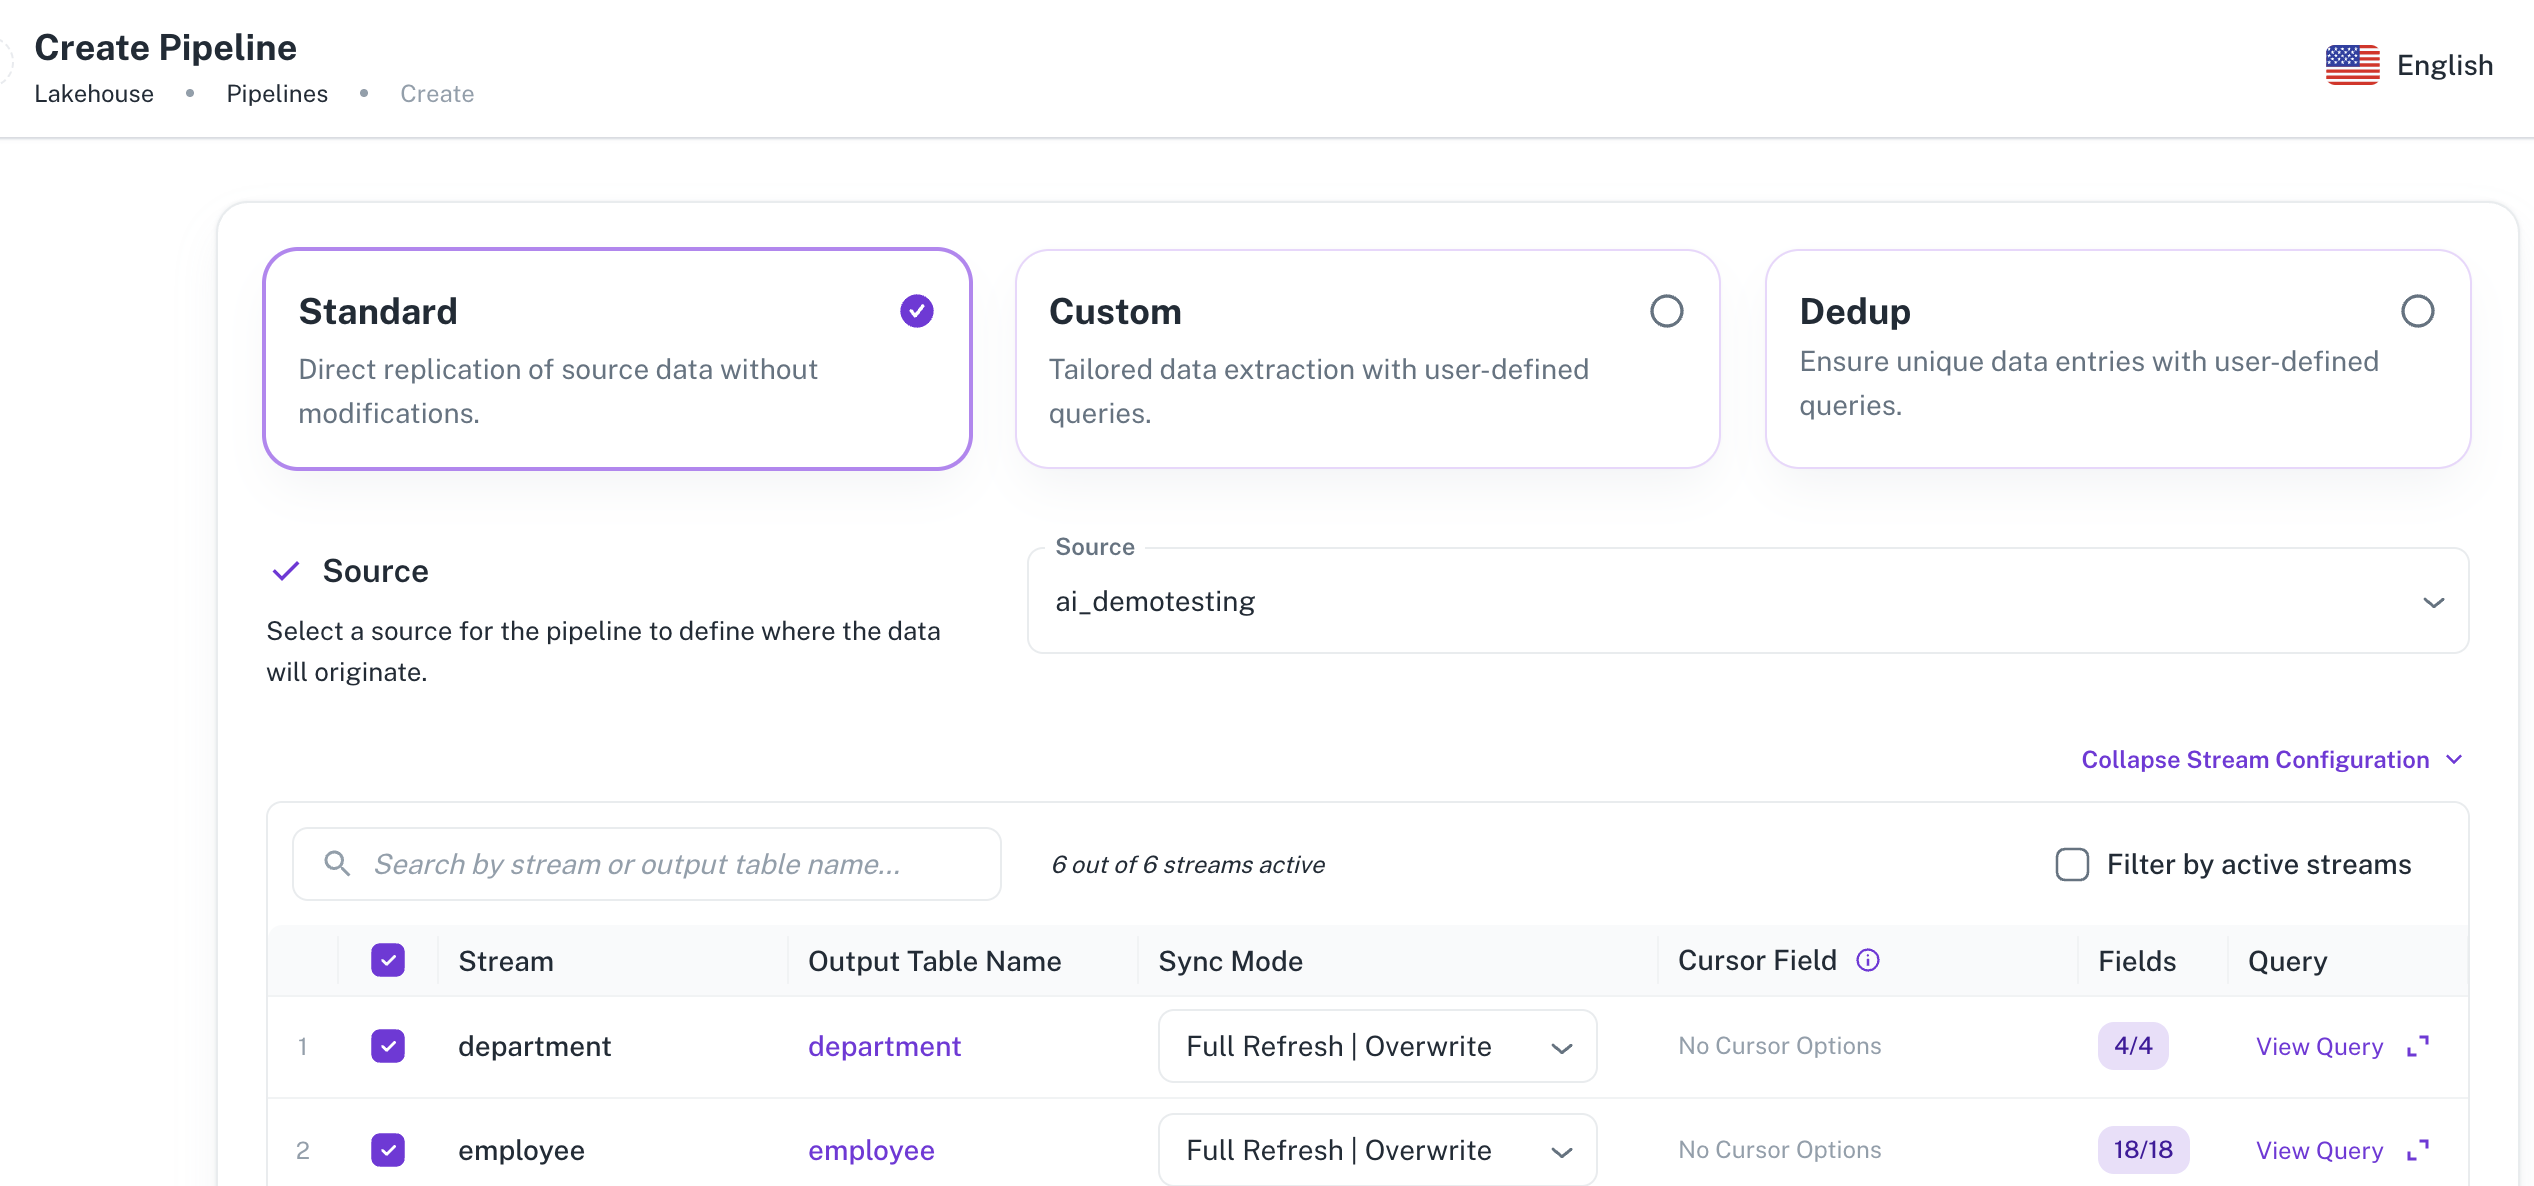 Create Pipeline
Lakehouse • Pipelines • Create
English
Standard
Direct replication of source data without
modifications.
Custom
Tailored data extraction with user-defined
queries.
Dedup
Ensure unique data entries with user-defined
queries.
Source
Select a source for the pipeline to define where the data
will originate.
Source
ai_demotesting
Collapse Stream Configuration
Search by stream or output table name...
6 out of 6 streams active
Filter by active streams
Stream Output Table Name Sync Mode Cursor Field Fields Query
1 department department Full Refresh | Overwrite No Cursor Options 4/4 View Query
2 employee employee Full Refresh | Overwrite No Cursor Options 18/18 View Query